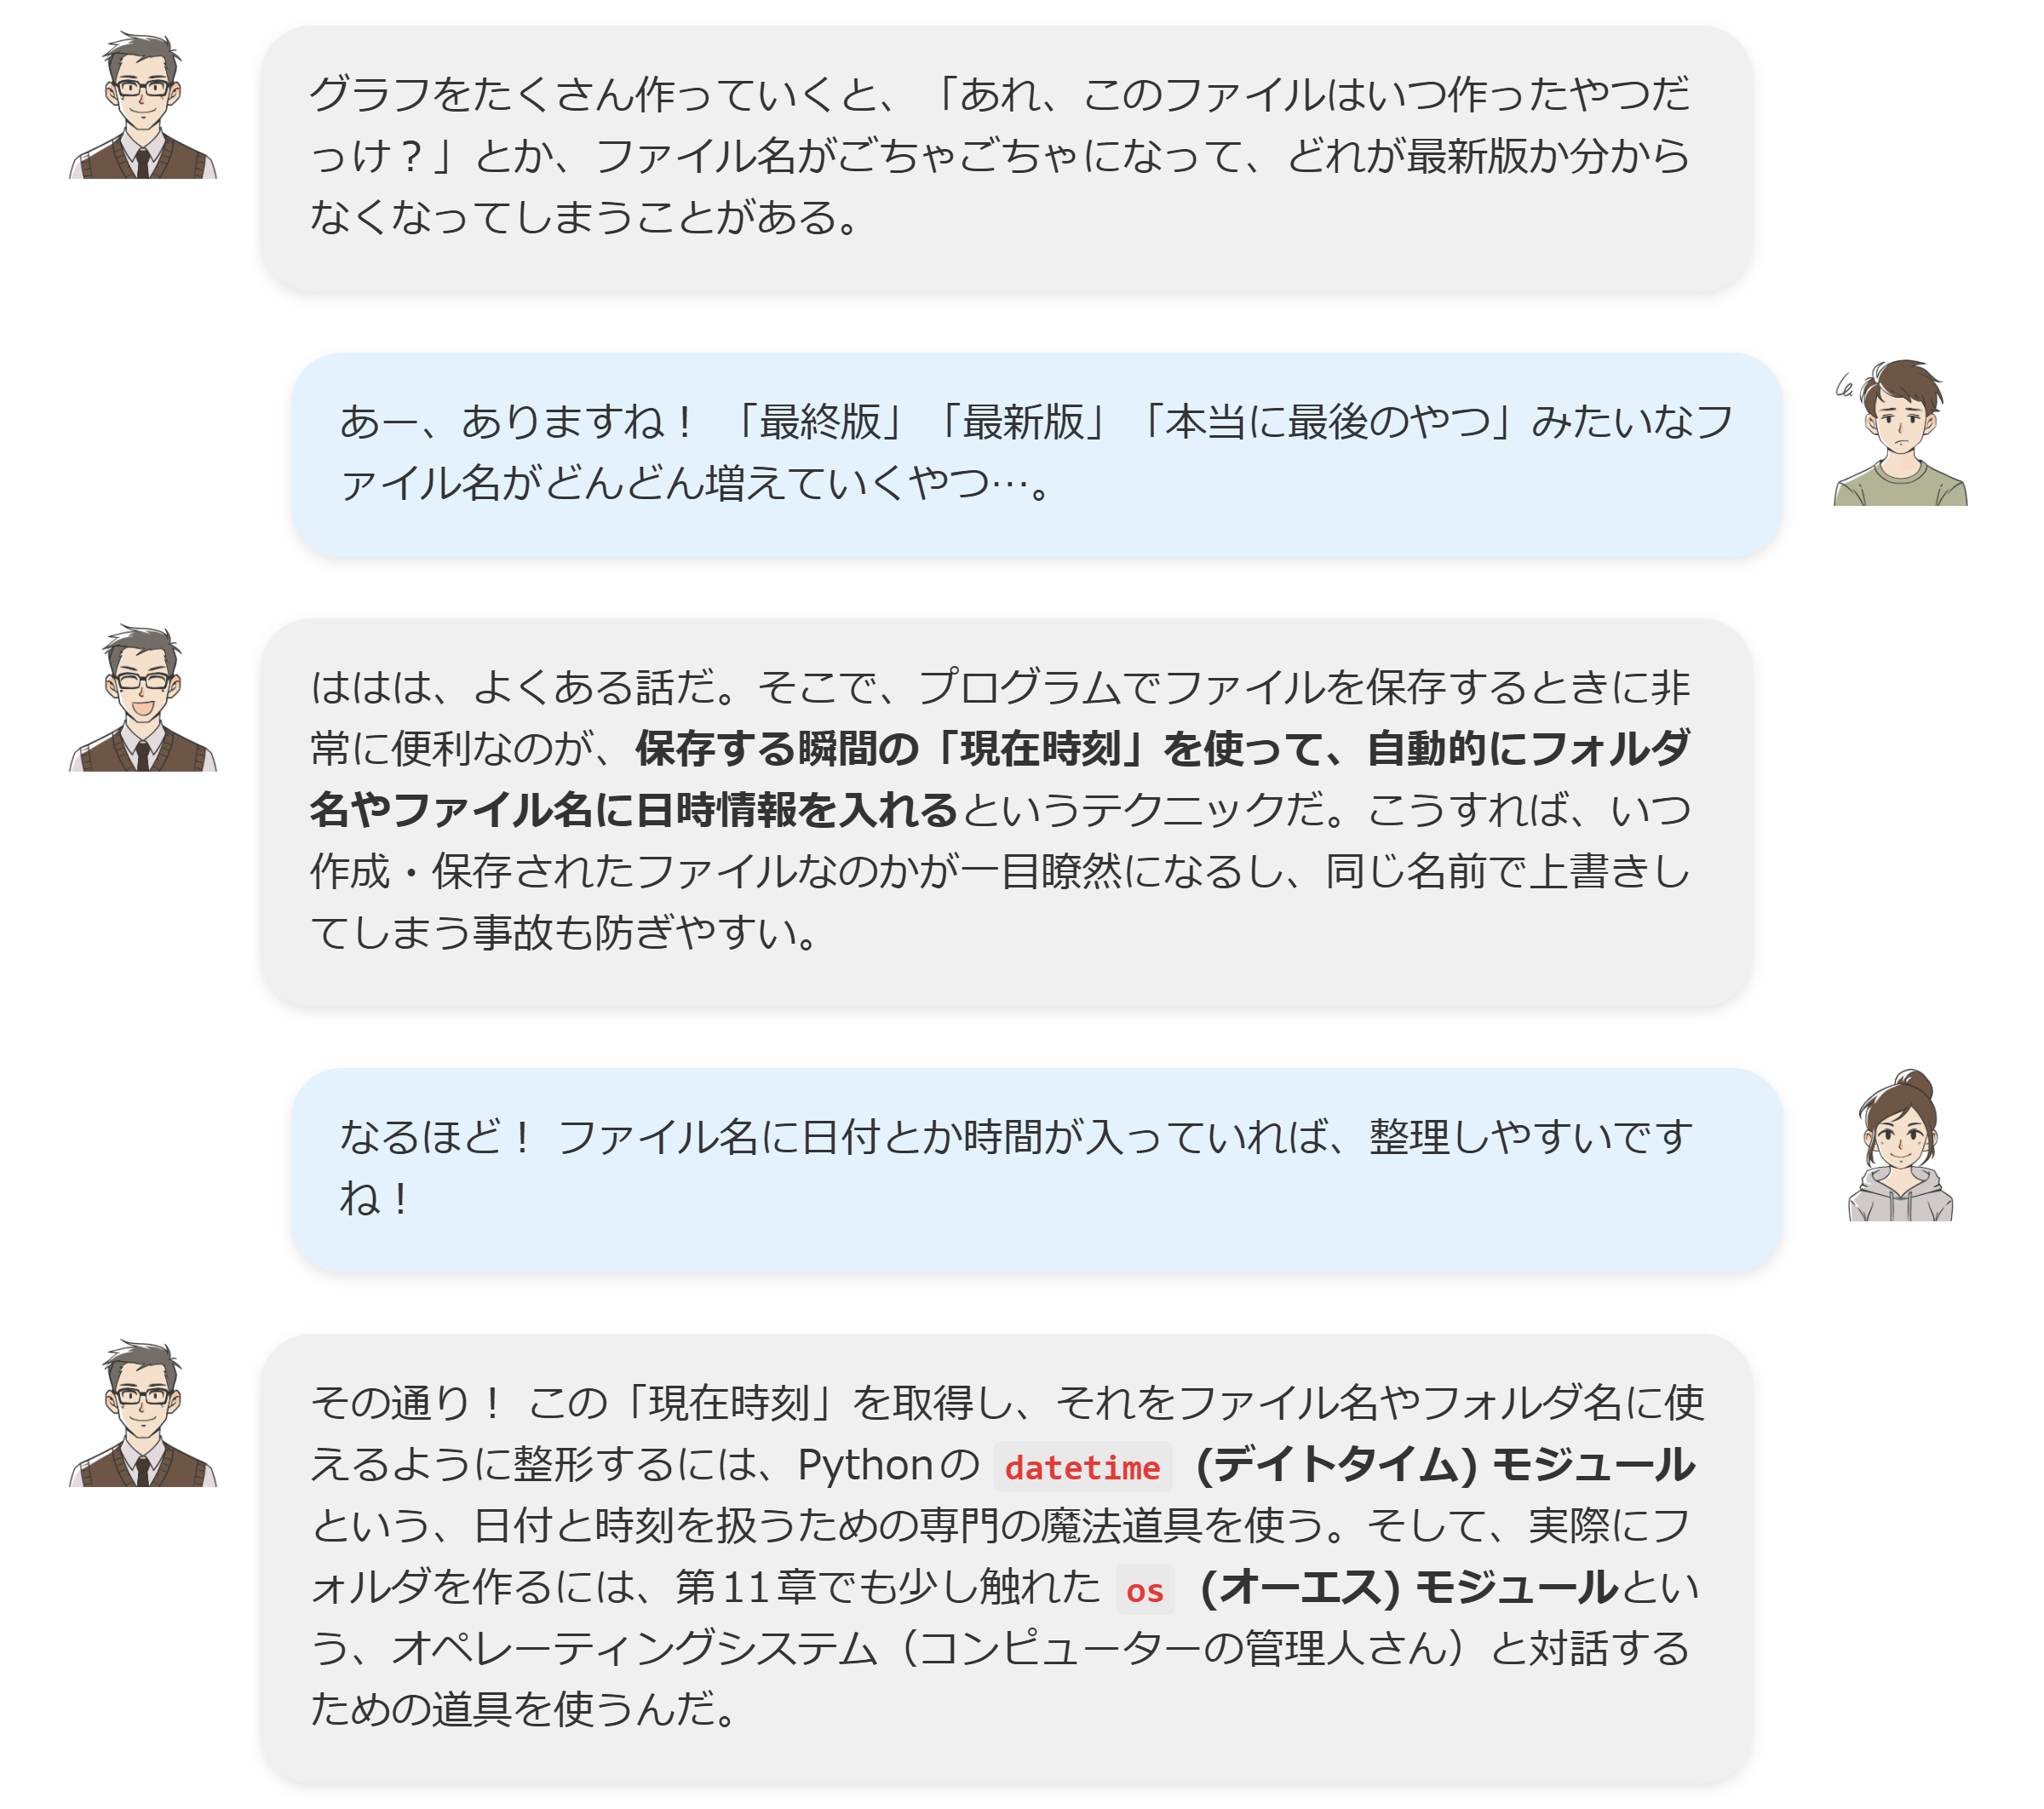 グラフをたくさん作っていくと、「あれ、このファイルはいつ作ったやつだ
っけ？」とか、ファイル名がごちゃごちゃになって、どれが最新版か分から
なくなってしまうことがある。
あー、ありますね！ 「最終版」「最新版」「本当に最後のやつ」みたいなフ
ァイル名がどんどん増えていくやつ…。
ははは、よくある話だ。そこで、プログラムでファイルを保存するときに非
常に便利なのが、保存する瞬間の「現在時刻」を使って、自動的にフォルダ
名やファイル名に日時情報を入れるというテクニックだ。こうすれば、いつ
作成・保存されたファイルなのかが一目瞭然になるし、同じ名前で上書きし
てしまう事故も防ぎやすい。
なるほど！ ファイル名に日付とか時間が入っていれば、整理しやすいです
ね！
その通り！ この「現在時刻」を取得し、それをファイル名やフォルダ名に使
えるように整形するには、Pythonの datetime (デイトタイム) モジュール
という、日付と時刻を扱うための専門の魔法道具を使う。そして、実際にフ
ォルダを作るには、第11章でも少し触れた os (オーエス) モジュールとい
う、オペレーティングシステム（コンピューターの管理人さん）と対話する
ための道具を使うんだ。